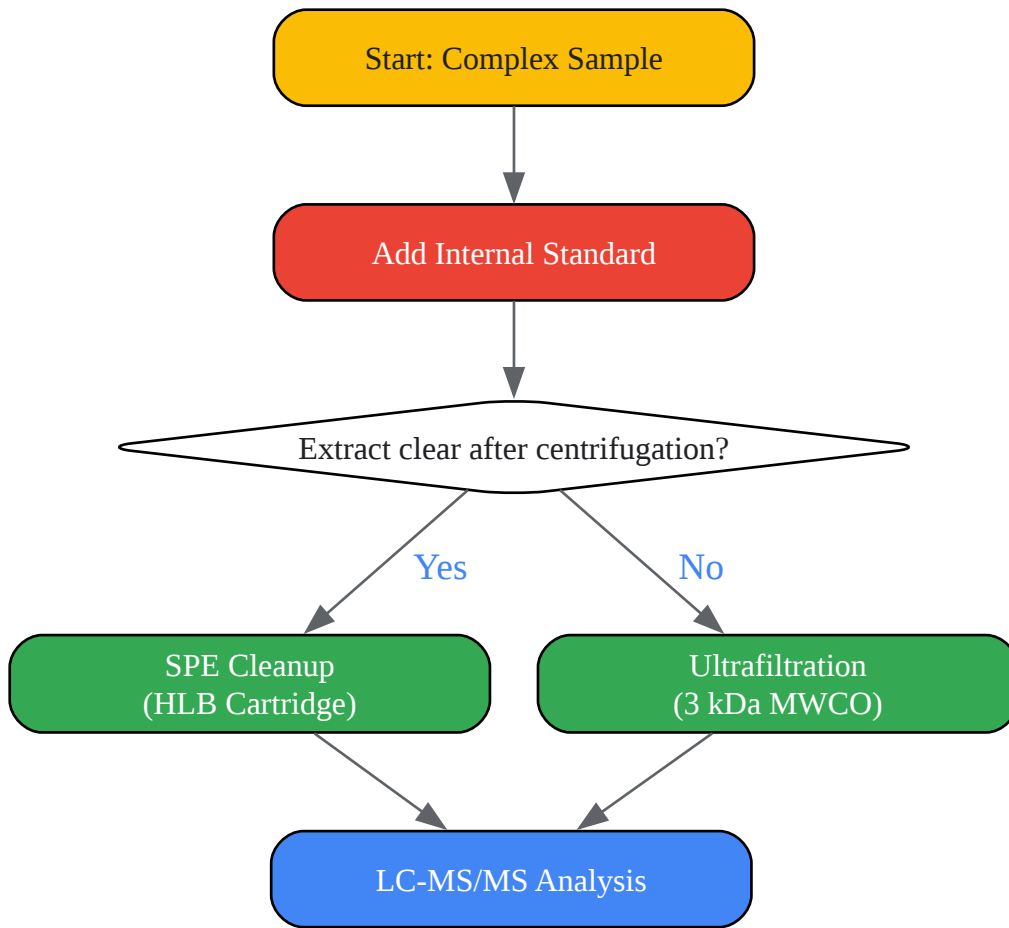 Start: Complex Sample
Add Internal Standard
Extract clear after centrifugation?
Yes
No
SPE Cleanup
(HLB Cartridge)
Ultrafiltration
(3 kDa MWCO)
LC-MS/MS Analysis